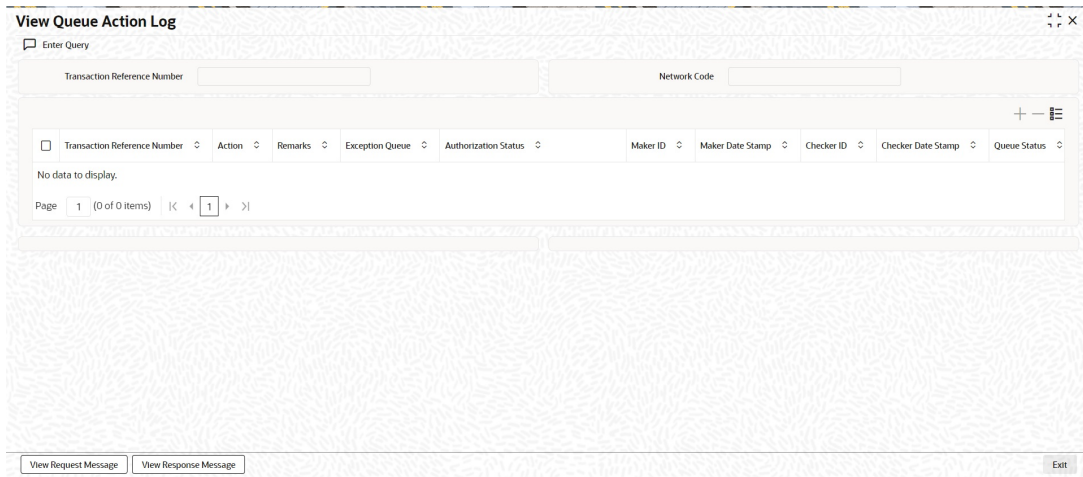 View Queue Action Log
Enter Query
Transaction Reference Number
Network Code
Transaction Reference Number Action Remarks Exception Queue Authorization Status Maker ID Maker Date Stamp Checker ID Checker Date Stamp Queue Status
No data to display.
Page 1 (0 of 0 items) 1
View Request Message View Response Message Exit